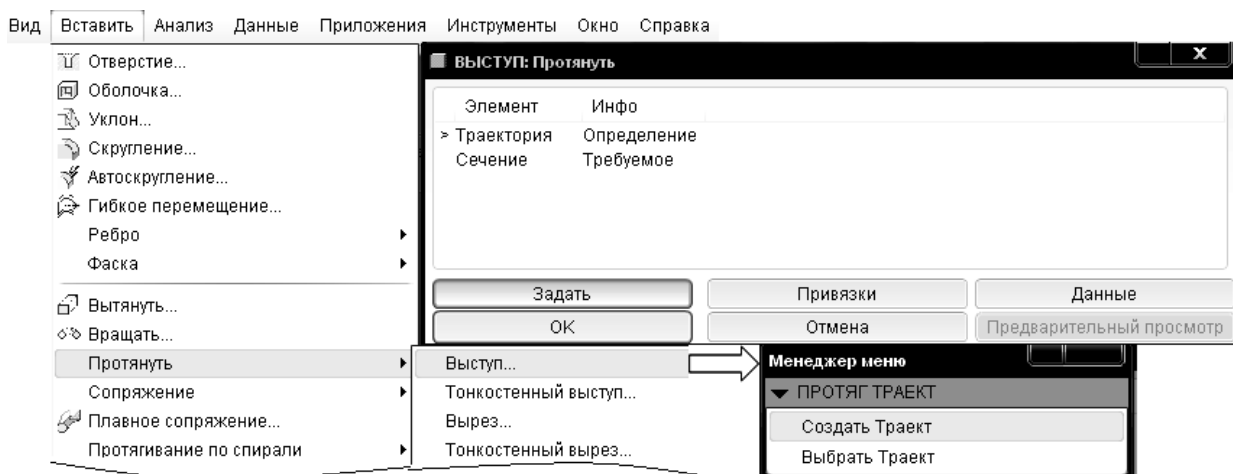 Вид Вставить Анализ Данные Приложения Инструменты Окно Справка
Отверстие...
Оболочка...
Уклон...
Скругление...
Автоскругление...
Гибкое перемещение...
Ребро
Фаска
Вытянуть...
Вращать...
Протянуть
Сопряжение
Плавное сопряжение...
Протягивание по спирали
ВЫСТУП: Протянуть
X
Элемент Инфо
> Траектория Определение
Сечение Требуемое
Задать Привязки Данные
OK Отмена Предварительный просмотр
Выступ...
Тонкостенный выступ...
Вырез...
Тонкостенный вырез...
Менеджер меню
ПРОТЯГ ТРАЕКТ
Создать Траект
Выбрать Траект